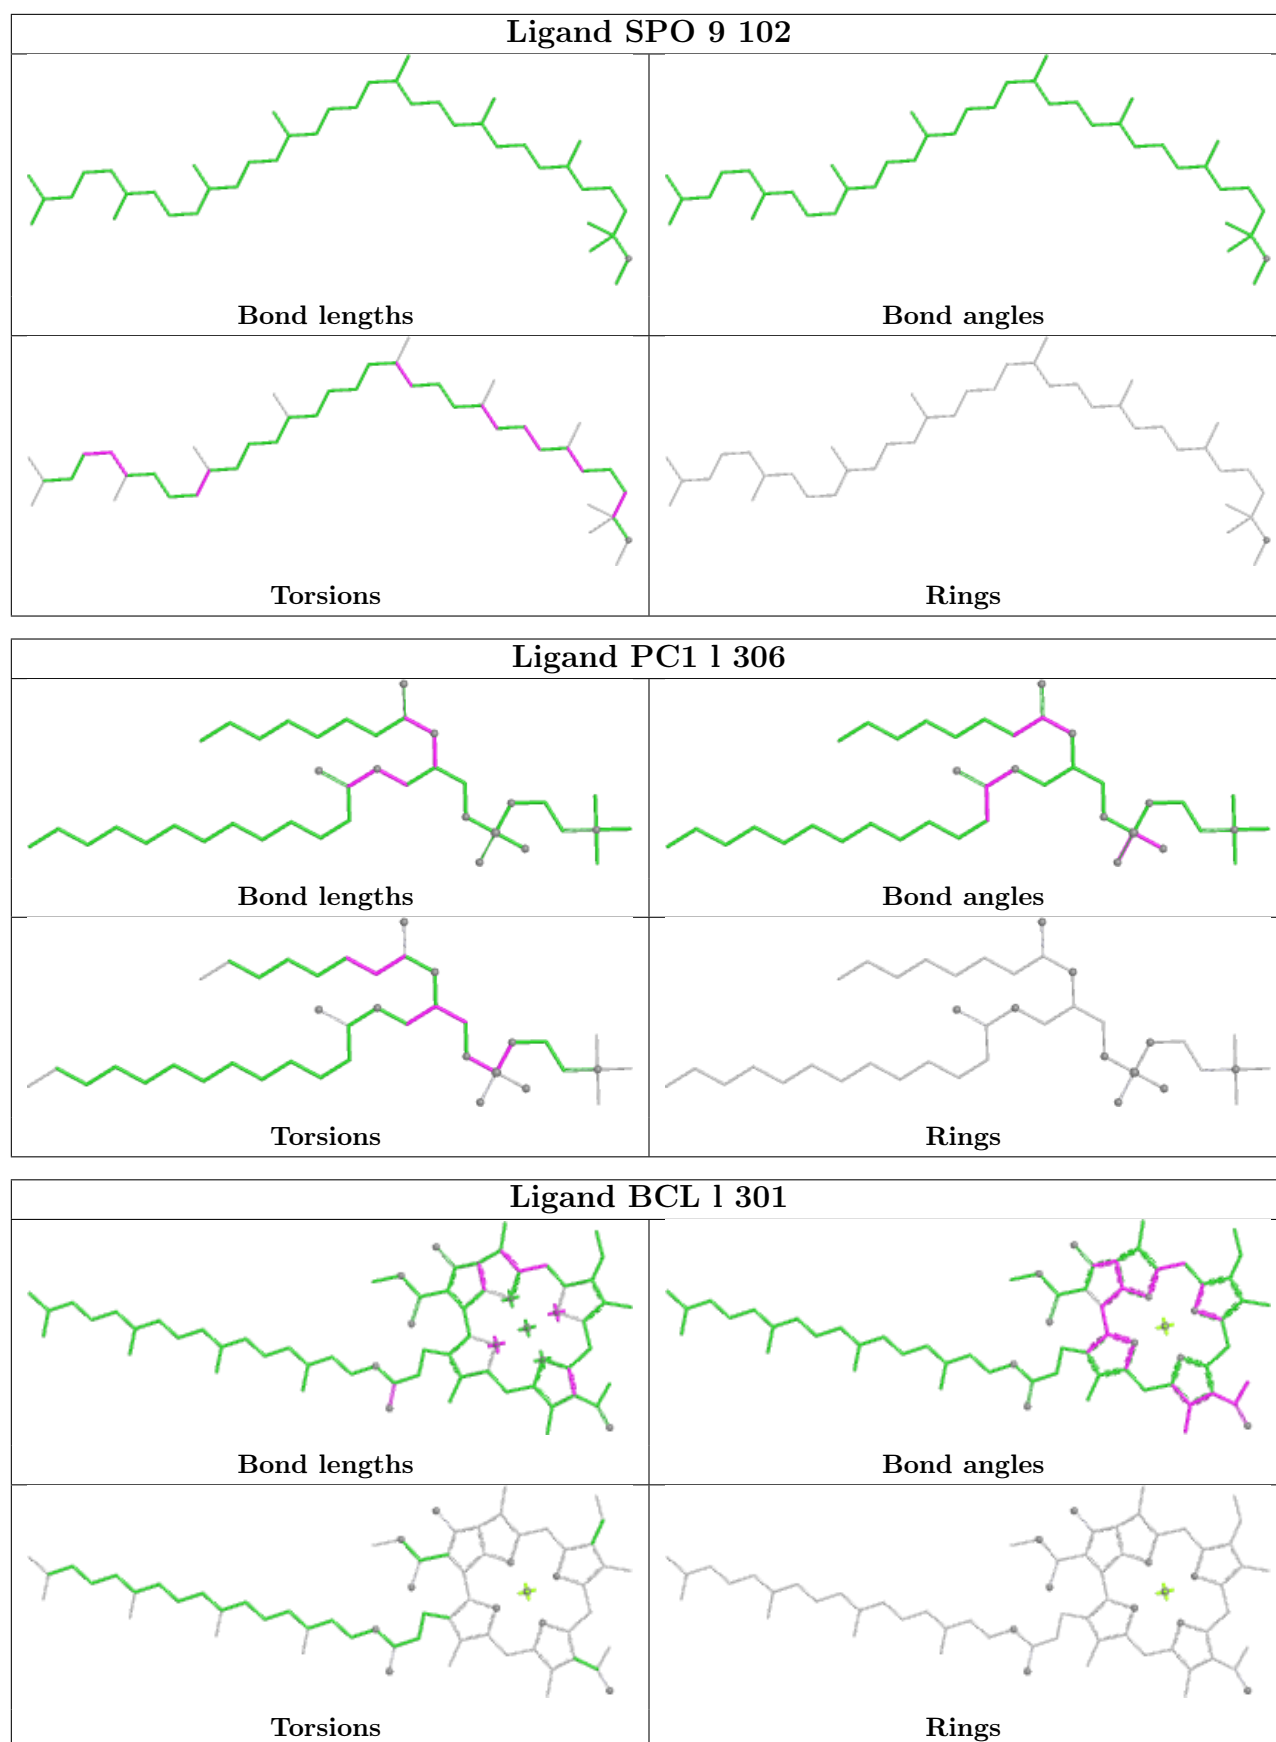 Ligand SPO 9 102
Bond lengths
Bond angles
Torsions
Rings
Ligand PC1 l 306
Bond lengths
Bond angles
Torsions
Rings
Ligand BCL l 301
Bond lengths
Bond angles
Torsions
Rings